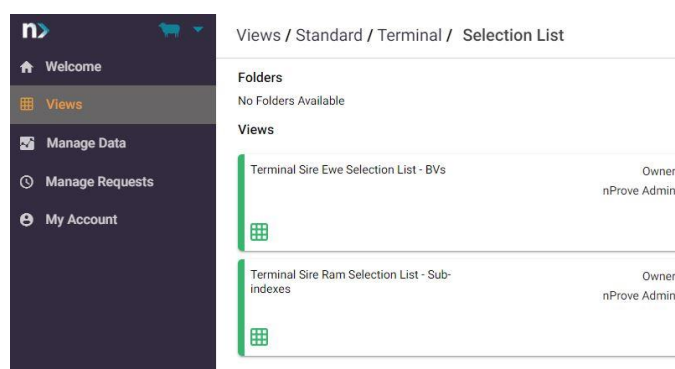 n>
Welcome
Views
Manage Data
Manage Requests
My Account
Views / Standard / Terminal / Selection List
Folders
No Folders Available
Views
Terminal Sire Ewe Selection List - BVs
Owner
nProve Admin
Terminal Sire Ram Selection List - Sub-
indexes
Owner
nProve Admin